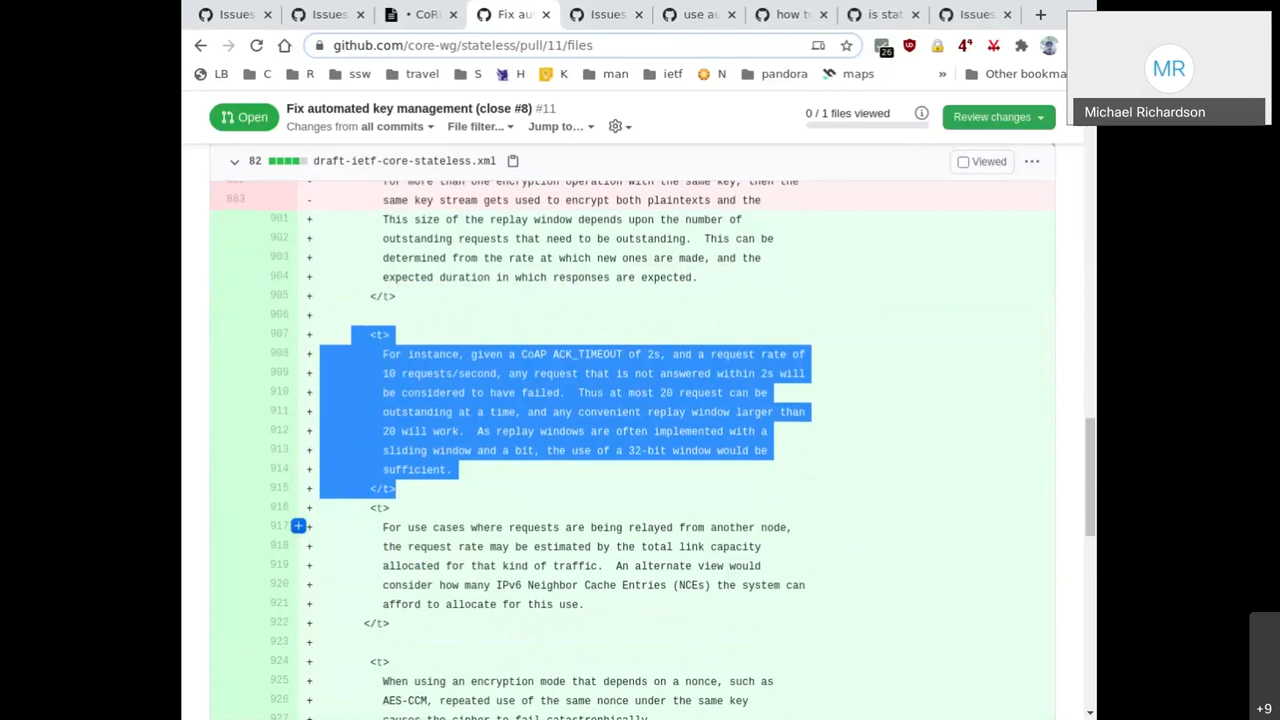 Issues
Issues
• CoRI
Fix au
Issues
use au
how t
is stat
Issues
github.com/core-wg/stateless/pull/11/files
26
4+
LB
C
R
ssw
travel
S
H
K
man
ietf
N
pandora
maps
»
Other bookma
MR
Michael Richardson
Open
Fix automated key management (close #8) #11
Changes from all commits
File filter...
Jump to...
0 / 1 files viewed
Review changes
82
draft-ietf-core-stateless.xml
Viewed
for more than one encryption operation with the same key, then the
883 - same key stream gets used to encrypt both plaintexts and the
901 + This size of the replay window depends upon the number of
902 + outstanding requests that need to be outstanding.  This can be
903 + determined from the rate at which new ones are made, and the
904 + expected duration in which responses are expected.
905 + </t>
906 +
907 + <t>
908 + For instance, given a CoAP ACK_TIMEOUT of 2s, and a request rate of
909 + 10 requests/second, any request that is not answered within 2s will
910 + be considered to have failed.  Thus at most 20 request can be
911 + outstanding at a time, and any convenient replay window larger than
912 + 20 will work.  As replay windows are often implemented with a
913 + sliding window and a bit, the use of a 32-bit window would be
914 + sufficient.
915 + </t>
916 + <t>
917 + For use cases where requests are being relayed from another node,
918 + the request rate may be estimated by the total link capacity
919 + allocated for that kind of traffic.  An alternate view would
920 + consider how many IPv6 Neighbor Cache Entries (NCEs) the system can
921 + afford to allocate for this use.
922 + </t>
923 +
924 + <t>
925 + When using an encryption mode that depends on a nonce, such as
926 + AES-CCM, repeated use of the same nonce under the same key
927 + causes the cipher to fail catastrophically.
+9